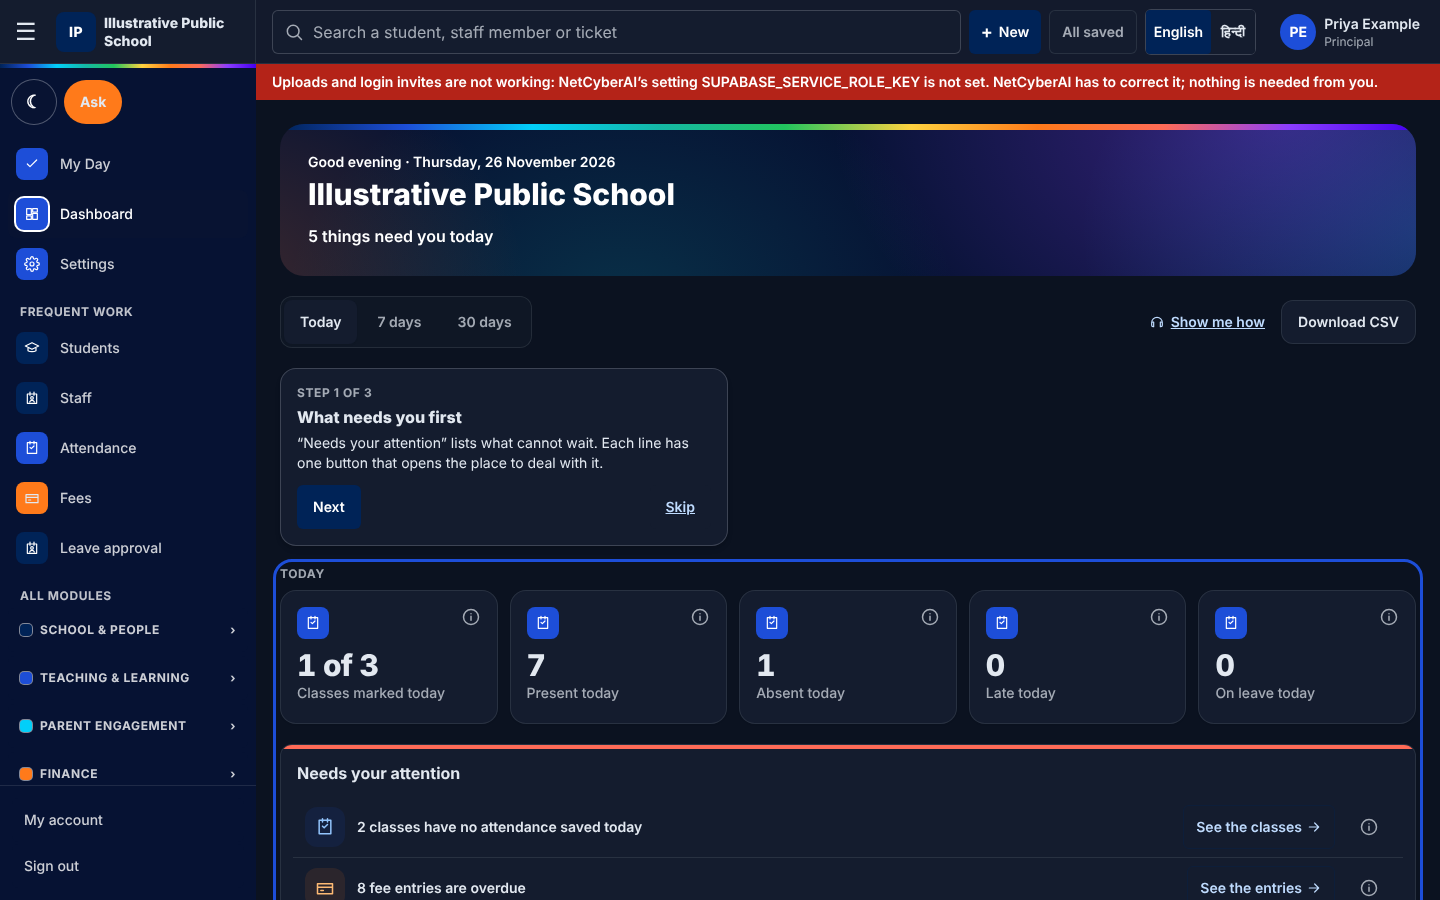 IP
Illustrative Public
School
Search a student, staff member or ticket
+ New
All saved
English
हिन्दी
PE
Priya Example
Principal
Uploads and login invites are not working: NetCyberAI’s setting SUPABASE_SERVICE_ROLE_KEY is not set. NetCyberAI has to correct it; nothing is needed from you.
Ask
My Day
Dashboard
Settings
FREQUENT WORK
Students
Staff
Attendance
Fees
Leave approval
ALL MODULES
SCHOOL & PEOPLE
TEACHING & LEARNING
PARENT ENGAGEMENT
FINANCE
My account
Sign out
Good evening · Thursday, 26 November 2026
Illustrative Public School
5 things need you today
Today
7 days
30 days
Show me how
Download CSV
STEP 1 OF 3
What needs you first
“Needs your attention” lists what cannot wait. Each line has
one button that opens the place to deal with it.
Next
Skip
TODAY
1 of 3
Classes marked today
7
Present today
1
Absent today
0
Late today
0
On leave today
Needs your attention
2 classes have no attendance saved today
See the classes →
8 fee entries are overdue
See the entries →